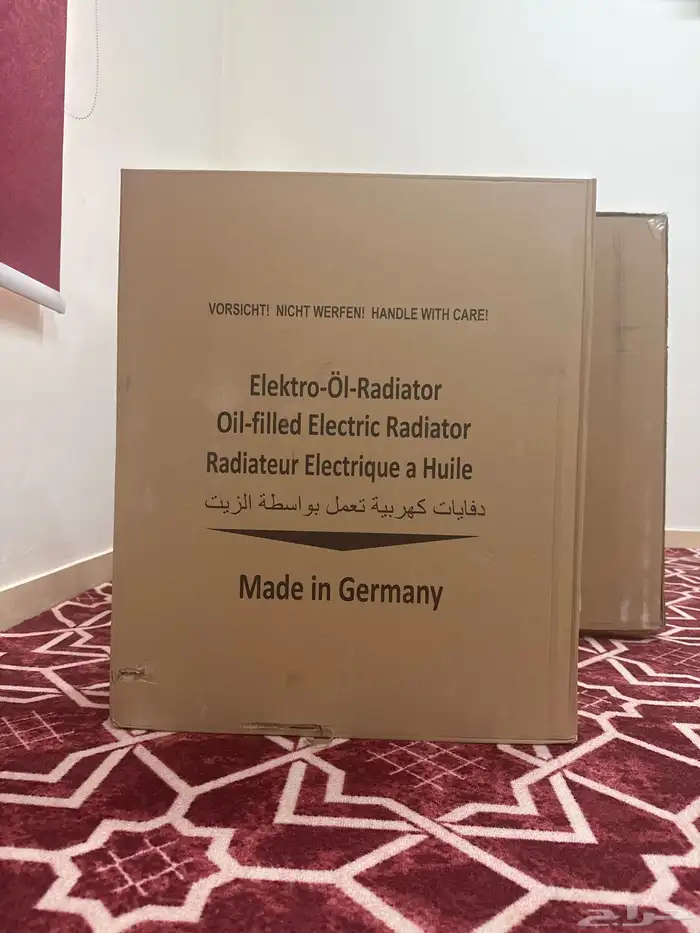 VORSICHT! NICHT WERFEN! HANDLE WITH CARE!
Elektro-Öl-Radiator
Oil-filled Electric Radiator
Radiateur Electrique a Huile
دفايات كهربية تعمل بواسطة الزيت
Made in Germany
حراج